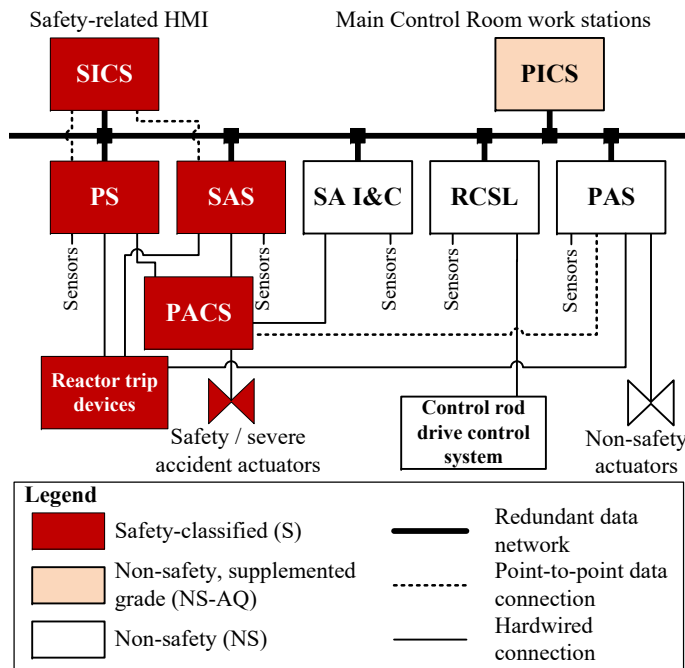 Safety-related HMI
Main Control Room work stations
SICS
PICS
PS
SAS
SA I&C
RCSL
PAS
Sensors
Sensors
Sensors
Sensors
Sensors
PACS
Reactor trip
devices
Safety / severe
accident actuators
Control rod
drive control
system
Non-safety
actuators
Legend
Safety-classified (S)
Non-safety, supplemented
grade (NS-AQ)
Non-safety (NS)
Redundant data
network
Point-to-point data
connection
Hardwired
connection